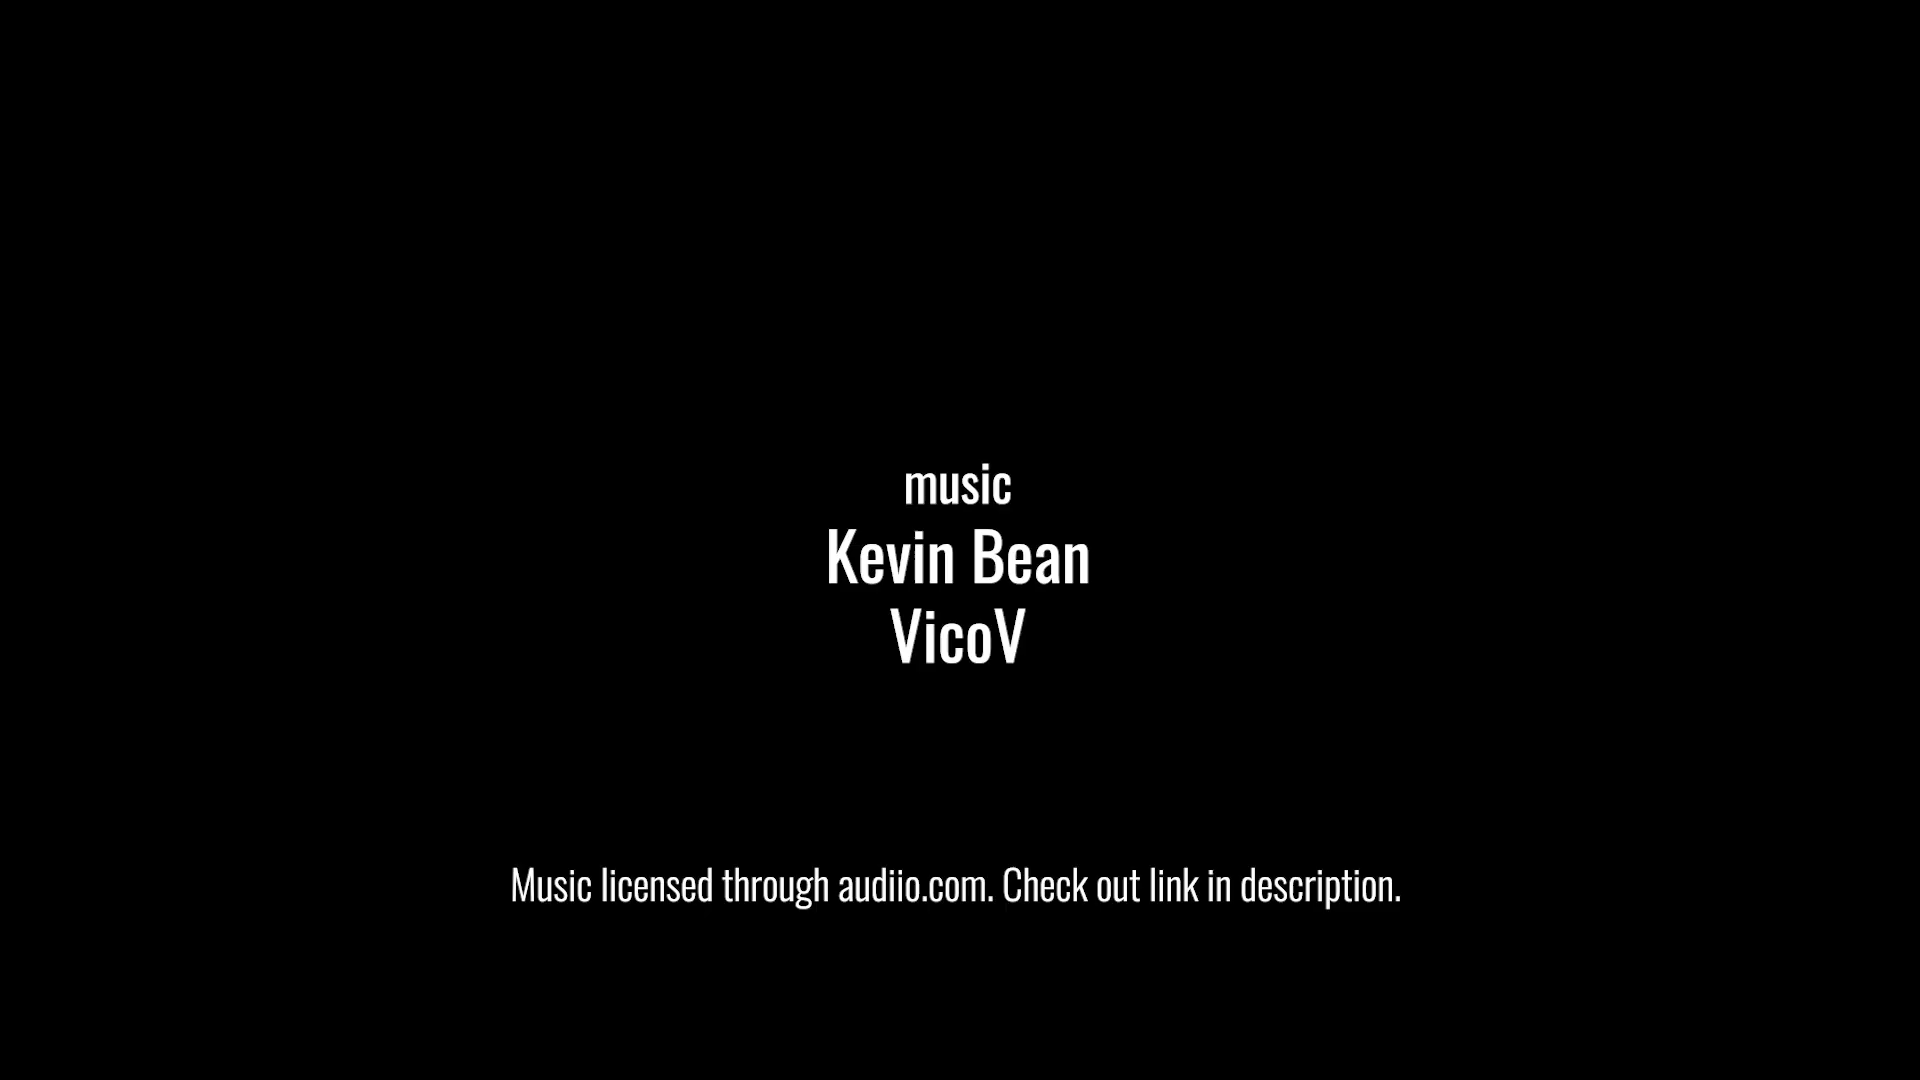 music
Kevin Bean
VicoV
Music licensed through audiio.com. Check out link in description.